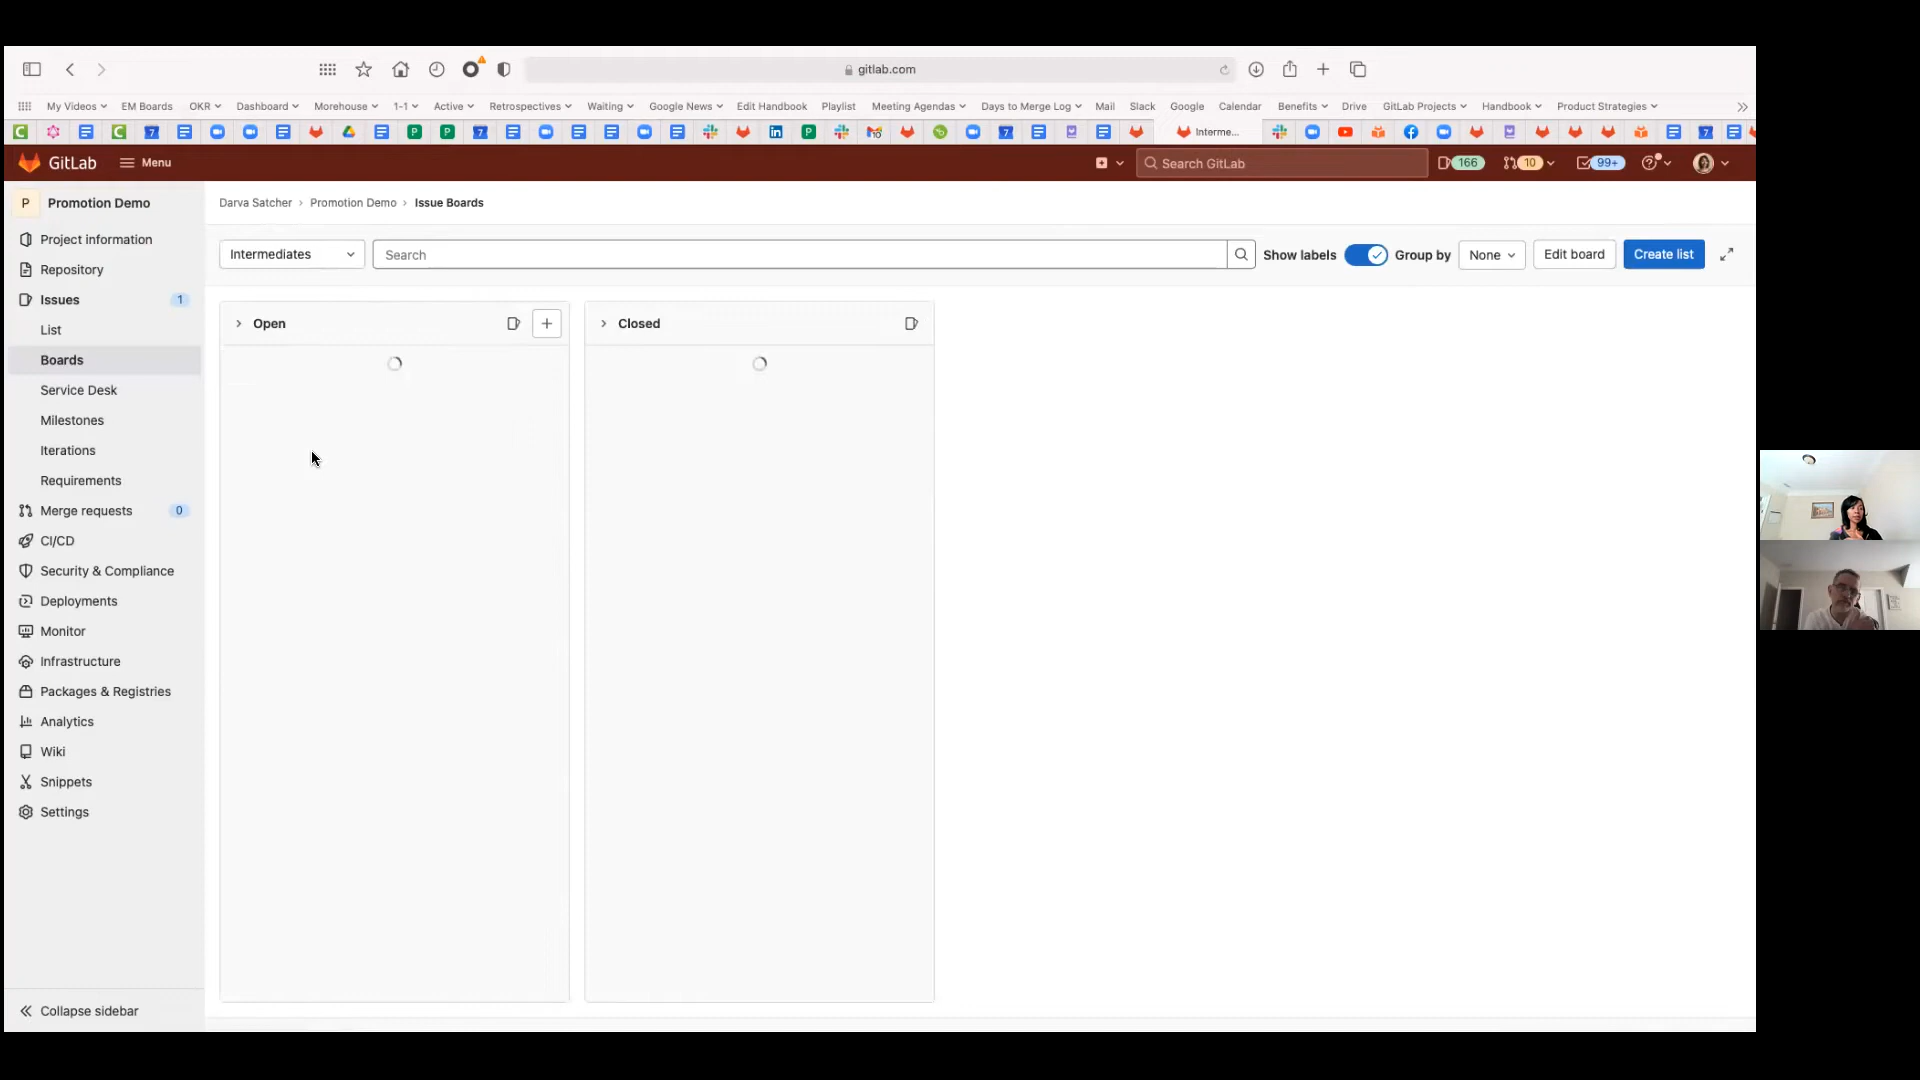 gitlab.com
My Videos EM Boards OKR Dashboard Morehouse 1-1 Active Retrospectives Waiting Google News Edit Handbook Playlist Meeting Agendas Days to Merge Log Mail Slack Google Calendar Benefits Drive GitLab Projects Handbook Product Strategies
Interme...
GitLab Menu Search GitLab 166 10 99+
P Promotion Demo
Darva Satcher › Promotion Demo › Issue Boards
Project information
Intermediates Search Show labels Group by None Edit board Create list
Repository
Issues 1
Open
Closed
List
Boards
Service Desk
Milestones
Iterations
Requirements
Merge requests 0
CI/CD
Security & Compliance
Deployments
Monitor
Infrastructure
Packages & Registries
Analytics
Wiki
Snippets
Settings
Collapse sidebar